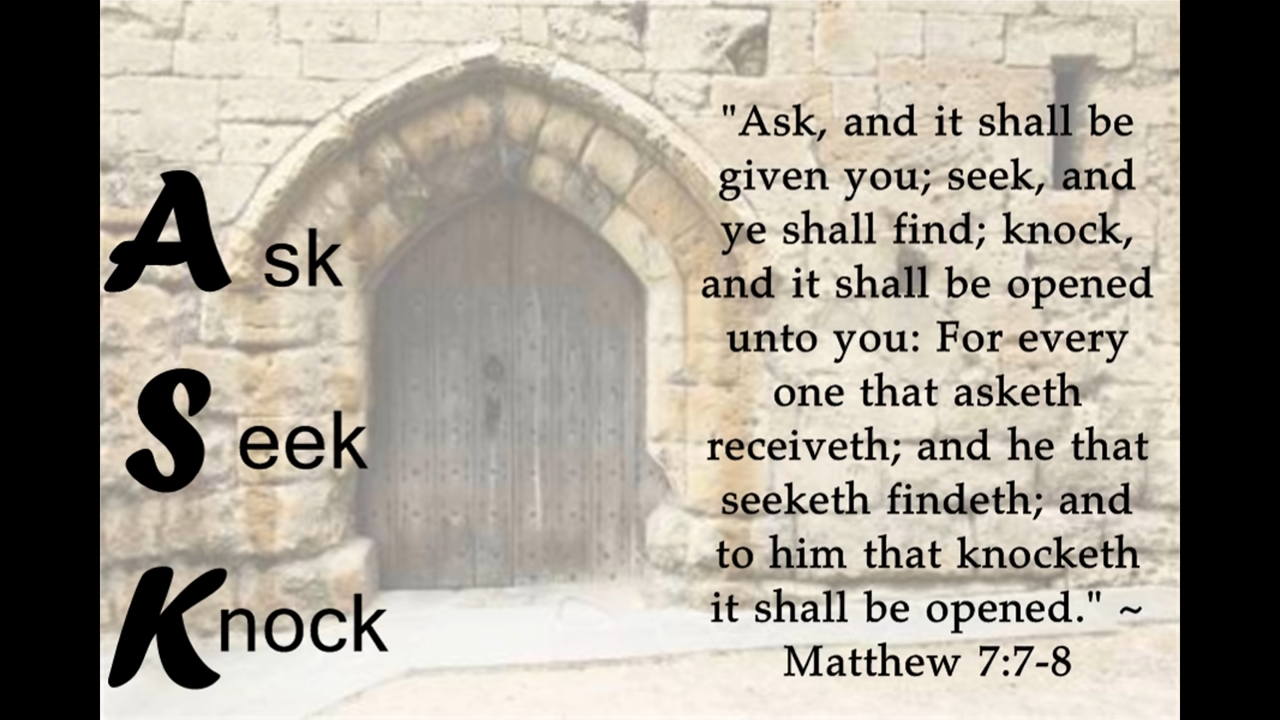 Ask
Seek
Knock
"Ask, and it shall be
given you; seek, and
ye shall find; knock,
and it shall be opened
unto you: For every
one that asketh
receiveth; and he that
seeketh findeth; and
to him that knocketh
it shall be opened." ~
Matthew 7:7-8